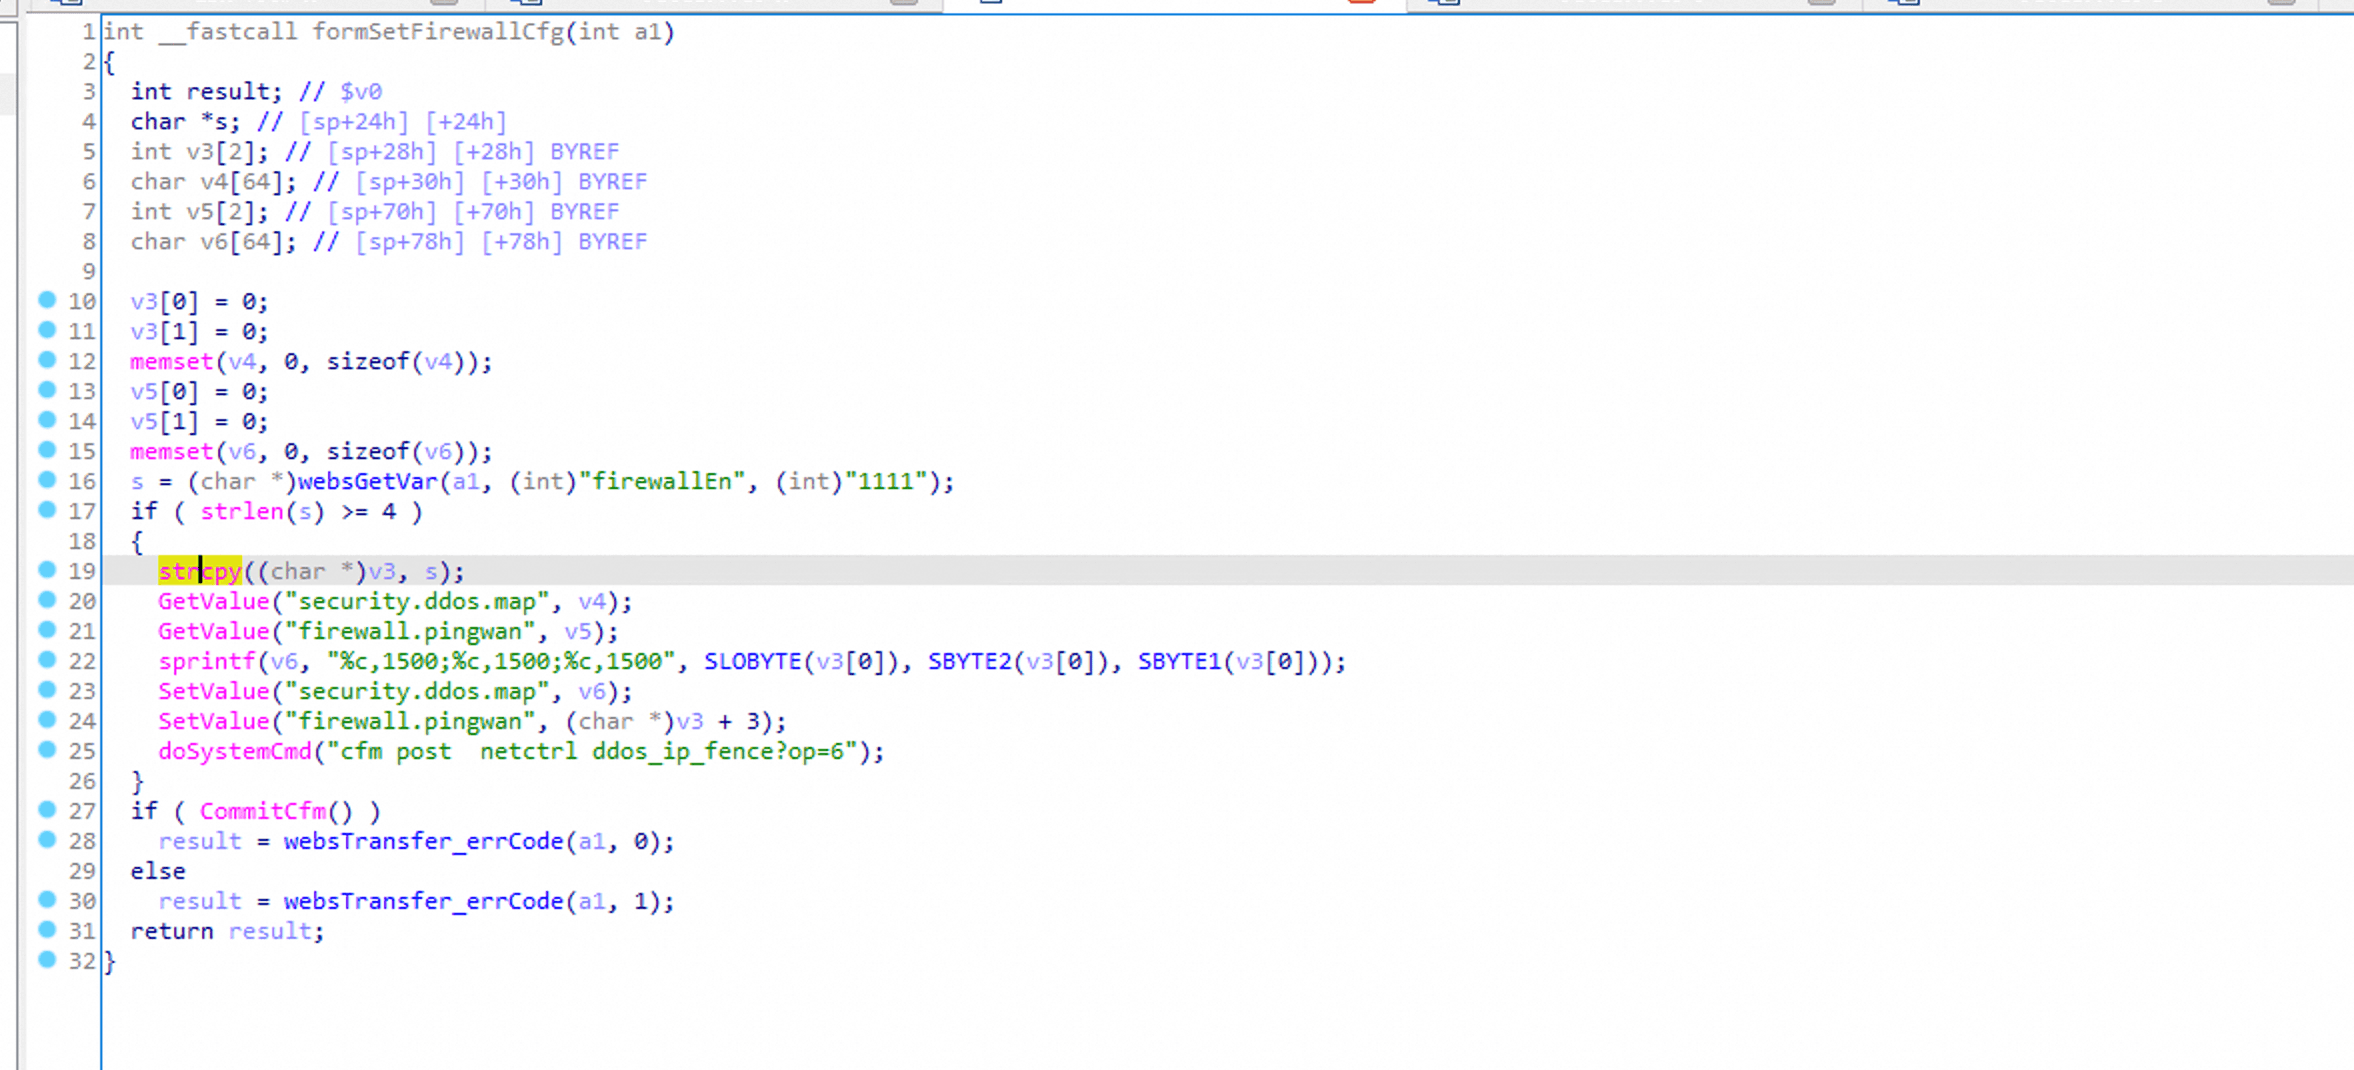 1 int __fastcall formSetFirewallCfg(int a1)
2 {
3   int result; // $v0
4   char *s; // [sp+24h] [+24h]
5   int v3[2]; // [sp+28h] [+28h] BYREF
6   char v4[64]; // [sp+30h] [+30h] BYREF
7   int v5[2]; // [sp+70h] [+70h] BYREF
8   char v6[64]; // [sp+78h] [+78h] BYREF
9
10   v3[0] = 0;
11   v3[1] = 0;
12   memset(v4, 0, sizeof(v4));
13   v5[0] = 0;
14   v5[1] = 0;
15   memset(v6, 0, sizeof(v6));
16   s = (char *)websGetVar(a1, (int)"firewallEn", (int)"1111");
17   if ( strlen(s) >= 4 )
18   {
19     strcpy((char *)v3, s);
20     GetValue("security.ddos.map", v4);
21     GetValue("firewall.pingwan", v5);
22     sprintf(v6, "%c,1500;%c,1500;%c,1500", SLOBYTE(v3[0]), SBYTE2(v3[0]), SBYTE1(v3[0]));
23     SetValue("security.ddos.map", v6);
24     SetValue("firewall.pingwan", (char *)v3 + 3);
25     doSystemCmd("cfm post  netctrl ddos_ip_fence?op=6");
26   }
27   if ( CommitCfm() )
28     result = websTransfer_errCode(a1, 0);
29   else
30     result = websTransfer_errCode(a1, 1);
31   return result;
32 }